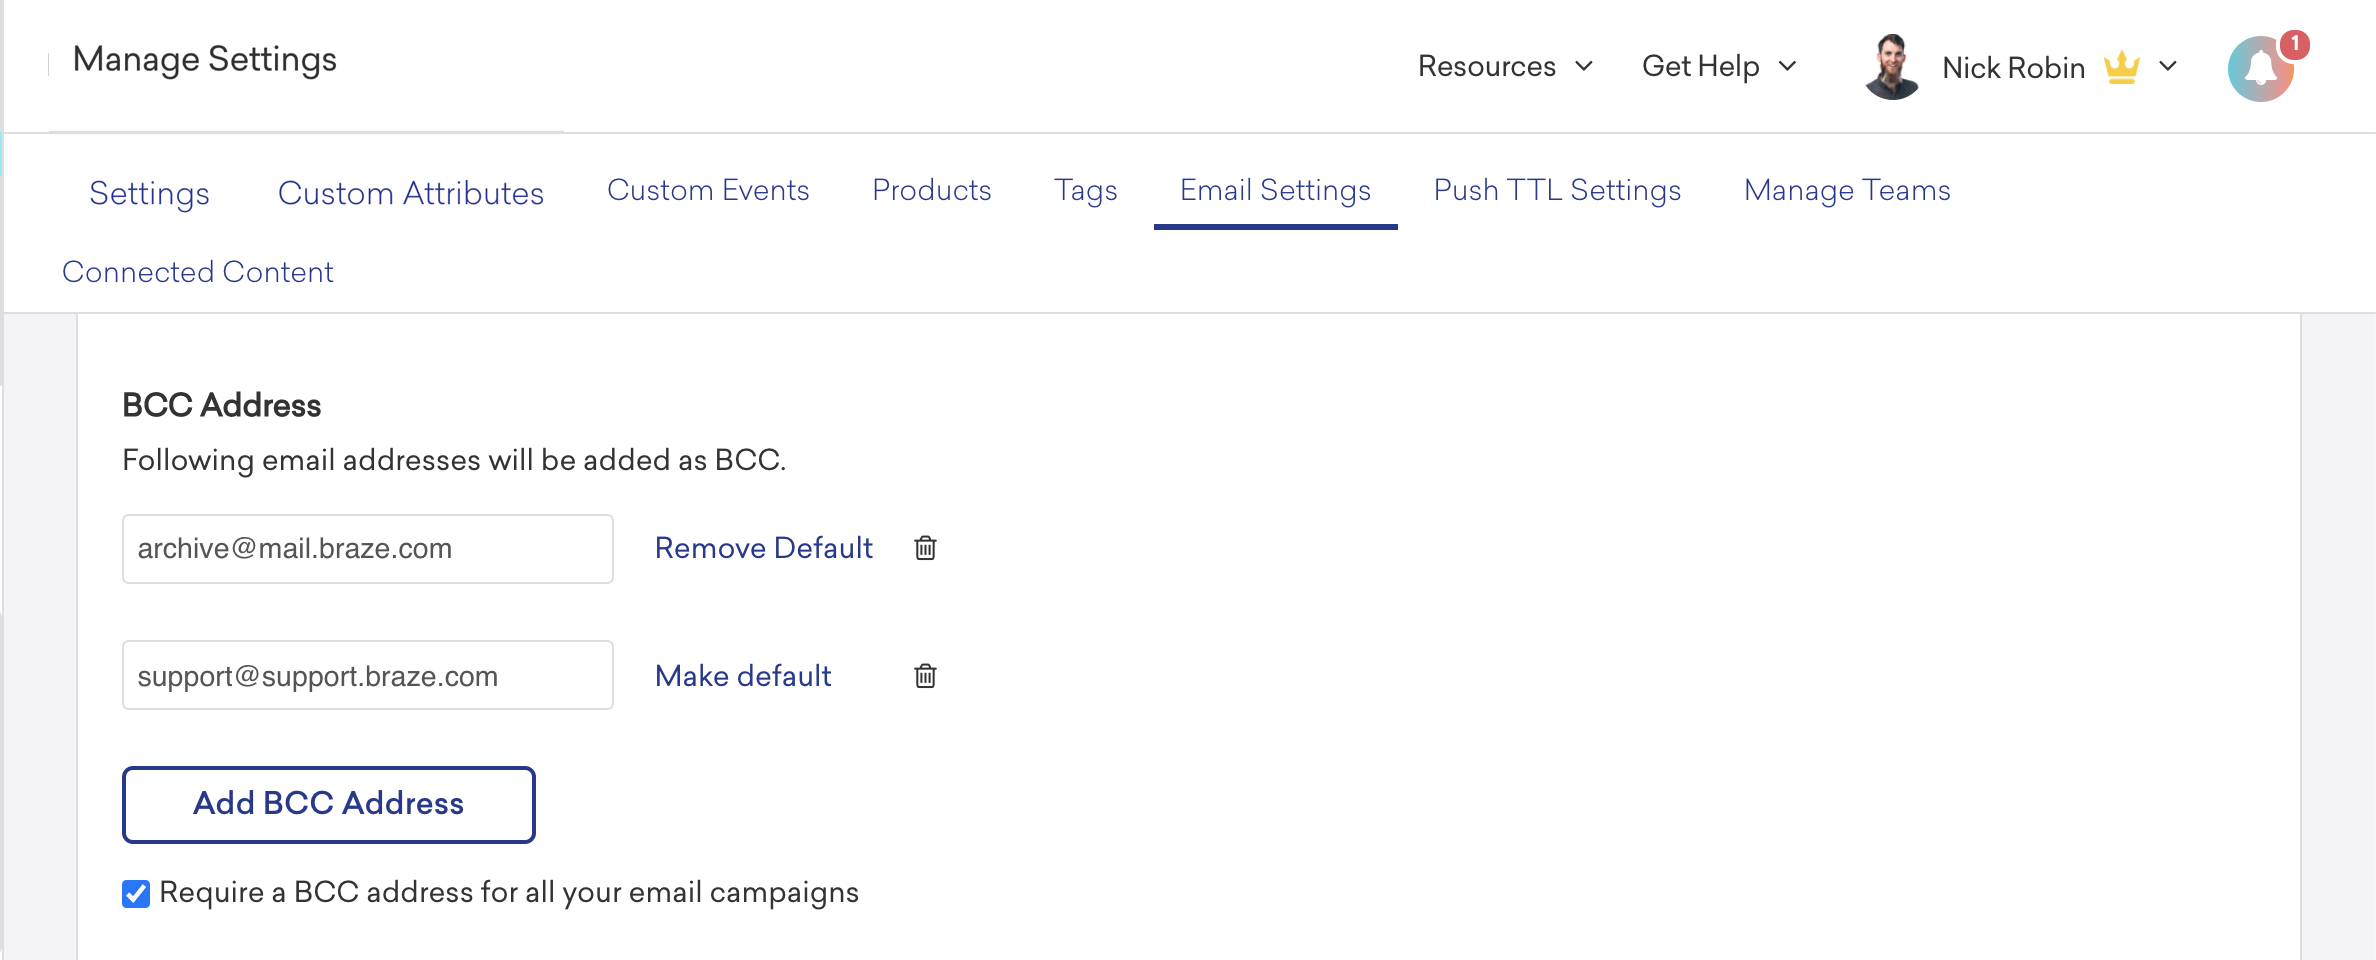 Manage Settings
Resources
Get Help
Nick Robin
1
Settings
Custom Attributes
Custom Events
Products
Tags
Email Settings
Push TTL Settings
Manage Teams
Connected Content
BCC Address
Following email addresses will be added as BCC.
archive@mail.braze.com
Remove Default
support@support.braze.com
Make default
Add BCC Address
Require a BCC address for all your email campaigns